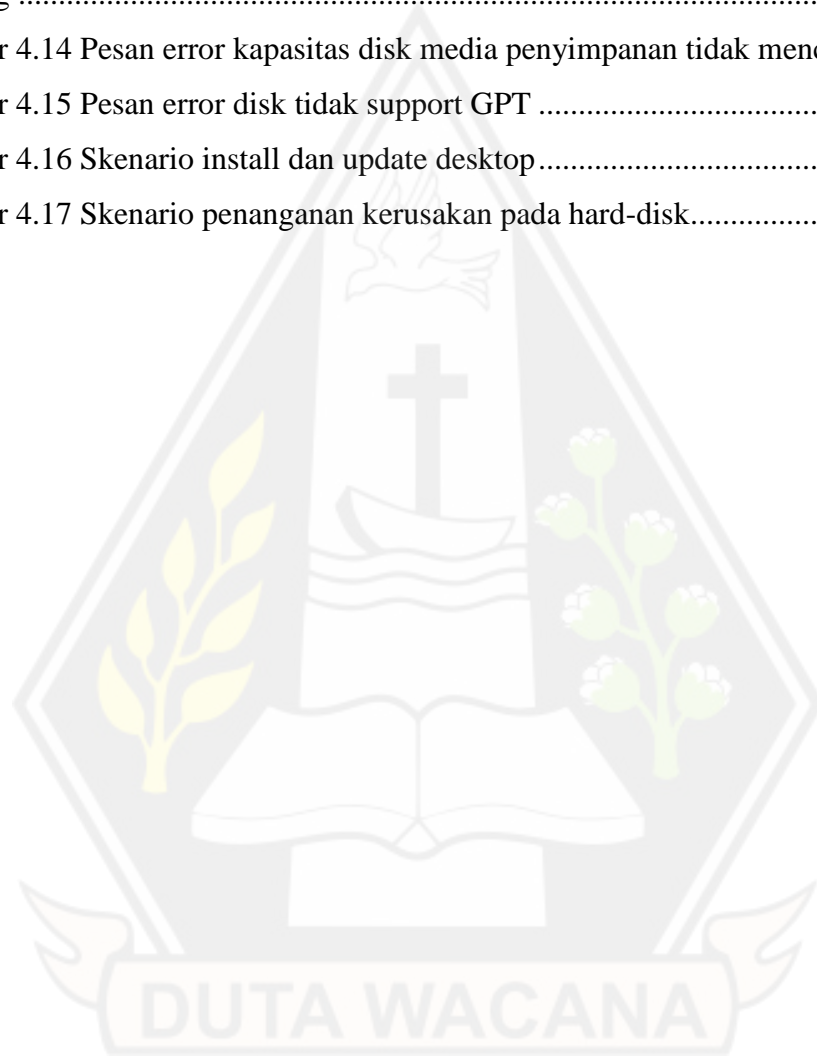 g ....................................................................................................
r 4.14 Pesan error kapasitas disk media penyimpanan tidak
r 4.15 Pesan error disk tidak support GPT ...................................
r 4.16 Skenario install dan update desktop...................................
r 4.17 Skenario penanganan kerusakan pada hard-disk................
DUTA WACANA